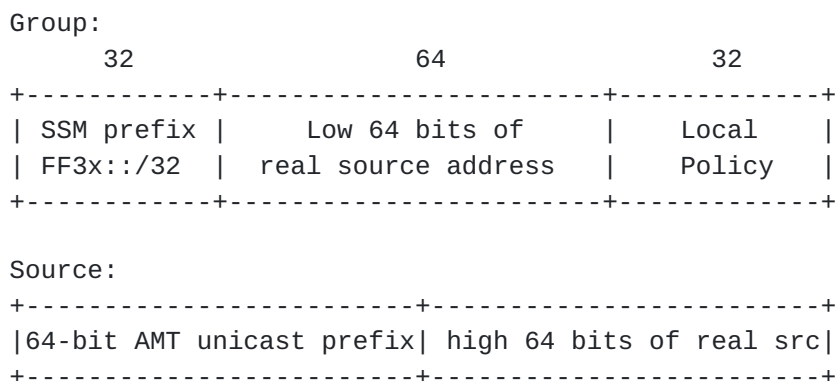 Group:
32 64 32
+------------+------------------------+------------+
| SSM prefix | Low 64 bits of | Local |
| FF3x::/32 | real source address | Policy |
+------------+------------------------+------------+
Source:
+-------------------------+-------------------------+
|64-bit AMT unicast prefix| high 64 bits of real src|
+-------------------------+-------------------------+